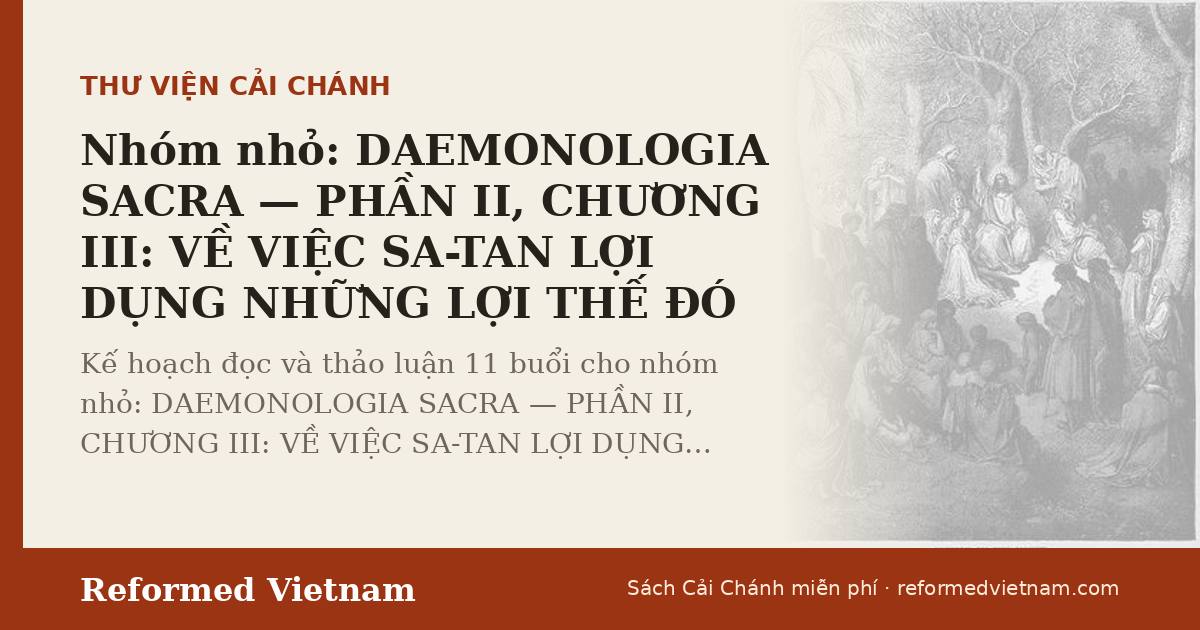 THƯ VIỆN CẢI CHÁNH
Nhóm nhỏ: DAEMONOLOGIA
SACRA — PHẦN II, CHƯƠNG
III: VỀ VIỆC SA-TAN LỢI
DỤNG NHỮNG LỢI THẾ ĐÓ
Kế hoạch đọc và thảo luận 11 buổi cho nhóm
nhỏ: DAEMONOLOGIA SACRA — PHẦN II,
CHƯƠNG III: VỀ VIỆC SA-TAN LỢI DỤNG...
Reformed Vietnam
Sách Cải Chánh miễn phí · reformedvietnam.com